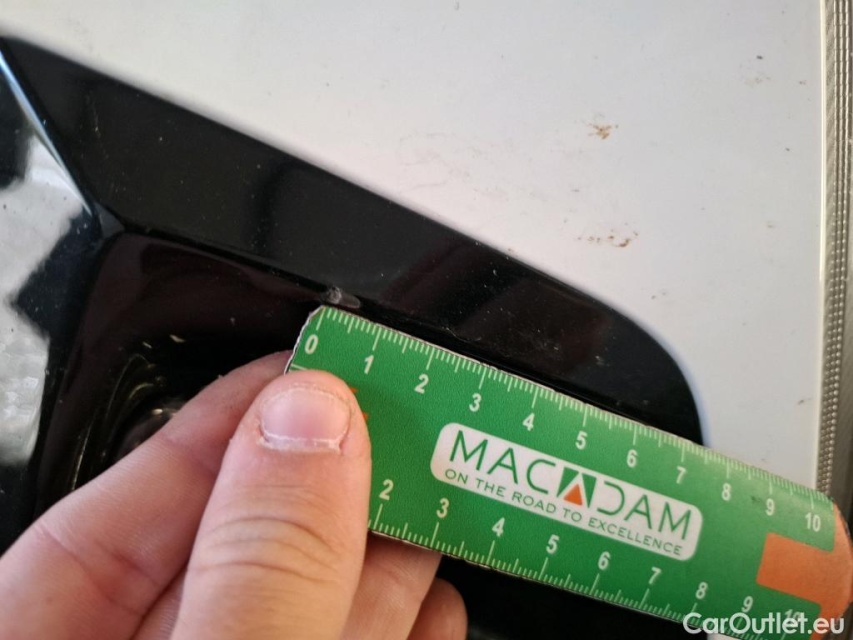 0 1 2 3 4 5 6 7 8 9 10
MACADAM
ON THE ROAD TO EXCELLENCE
2 3 4 5 6 7 8 9 10
CarOutlet.eu